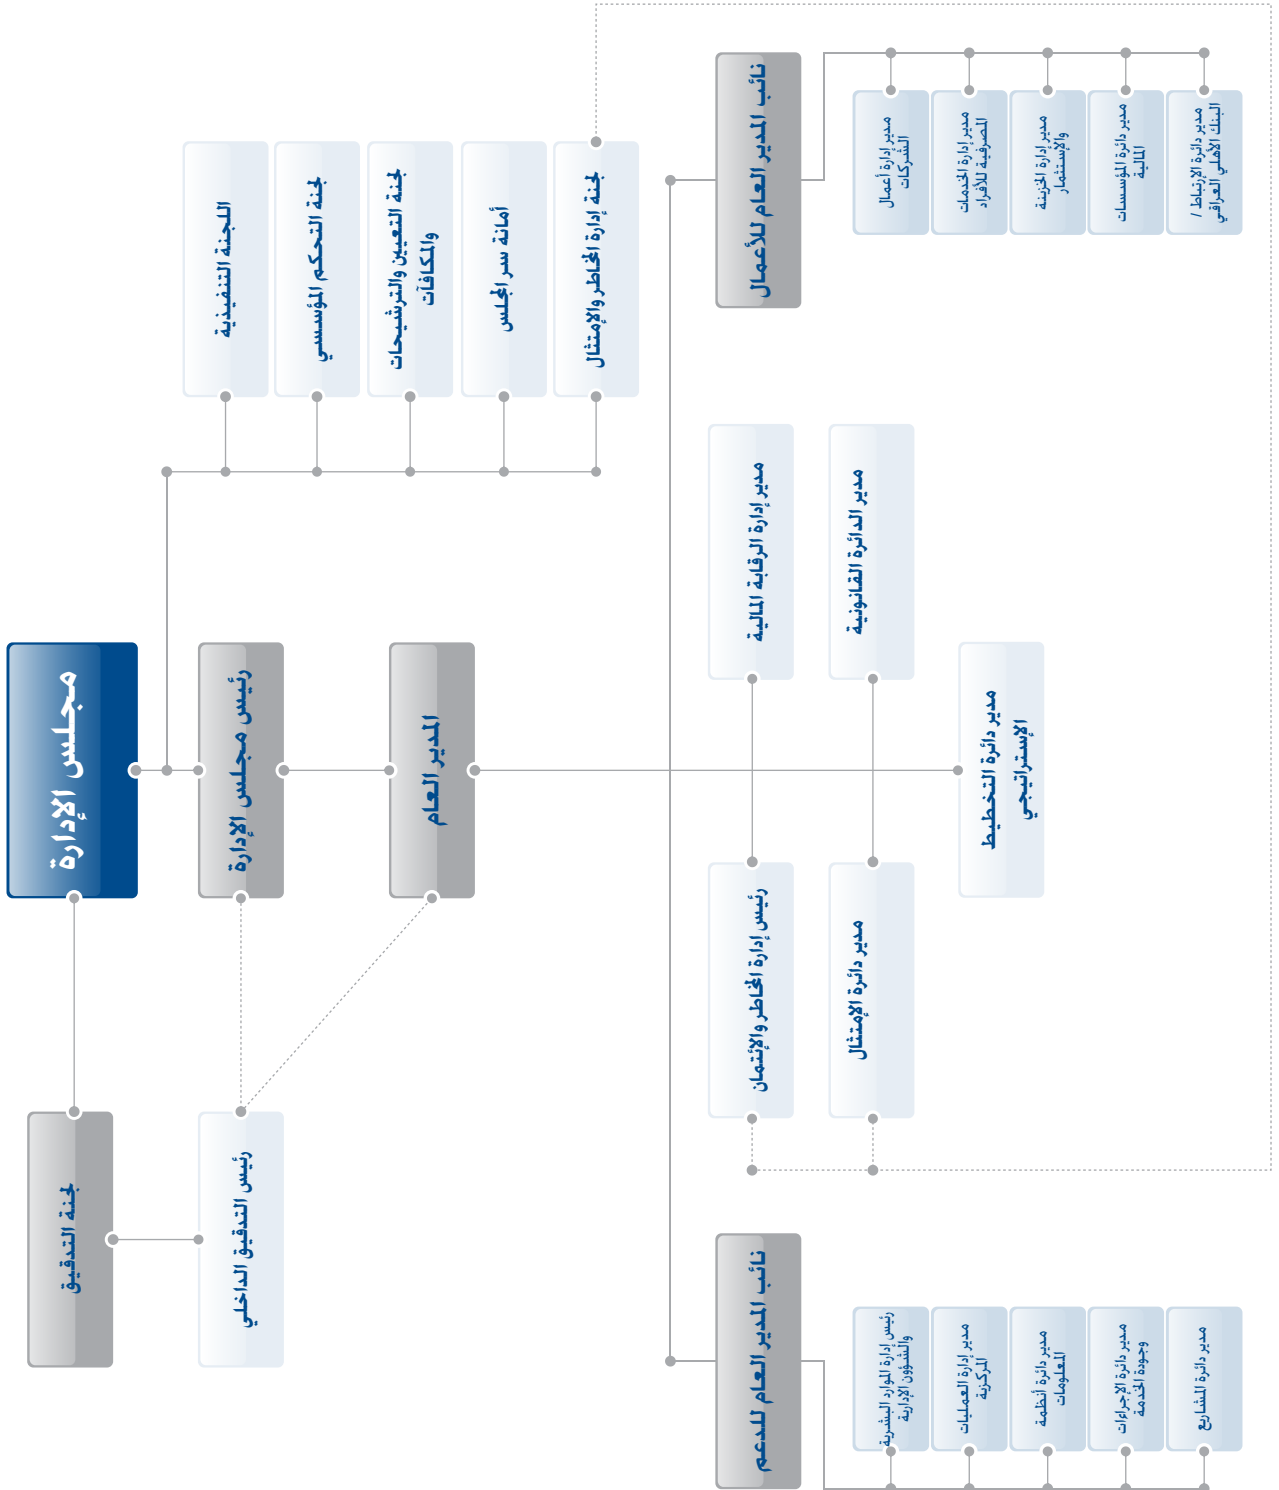 مجلس الإدارة
رئيس مجلس الإدارة
المدير العام
لجنة التدقيق
رئيس التدقيق الداخلي
اللجنة التنفيذية
لجنة التحكم المؤسسي
لجنة التعيين والترشيحات
والمكافآت
أمانة سر المجلس
لجنة إدارة المخاطر والإمتثال
نائب المدير العام للأعمال
مدير إدارة أعمال
الشركات
مدير إدارة الخدمات
المصرفية للأفراد
مدير إدارة الخزينة
والإستثمار
مدير دائرة المؤسسات
المالية
مدير دائرة الإرتباط /
البنك الأهلي العراقي
مدير إدارة الرقابة المالية
مدير الدائرة القانونية
رئيس إدارة المخاطر والإئتمان
مدير دائرة الإمتثال
مدير دائرة التخطيط
الإستراتيجي
نائب المدير العام للدعم
رئيس إدارة الموارد البشرية
والشؤون الإدارية
مدير إدارة العمليات
المركزية
مدير دائرة أنظمة
المعلومات
مدير دائرة الإجراءات
وجودة الخدمة
مدير دائرة المشاريع